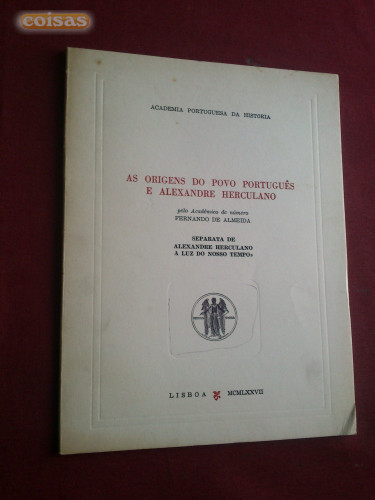 coisas
ACADEMIA PORTUGUESA DA HISTÓRIA
AS ORIGENS DO POVO PORTUGUÊS
E ALEXANDRE HERCULANO
pelo Académico de número
FERNANDO DE ALMEIDA
SEPARATA DE
ALEXANDRE HERCULANO
À LUZ DO NOSSO TEMPO»
LISBOA MCMLXXVII